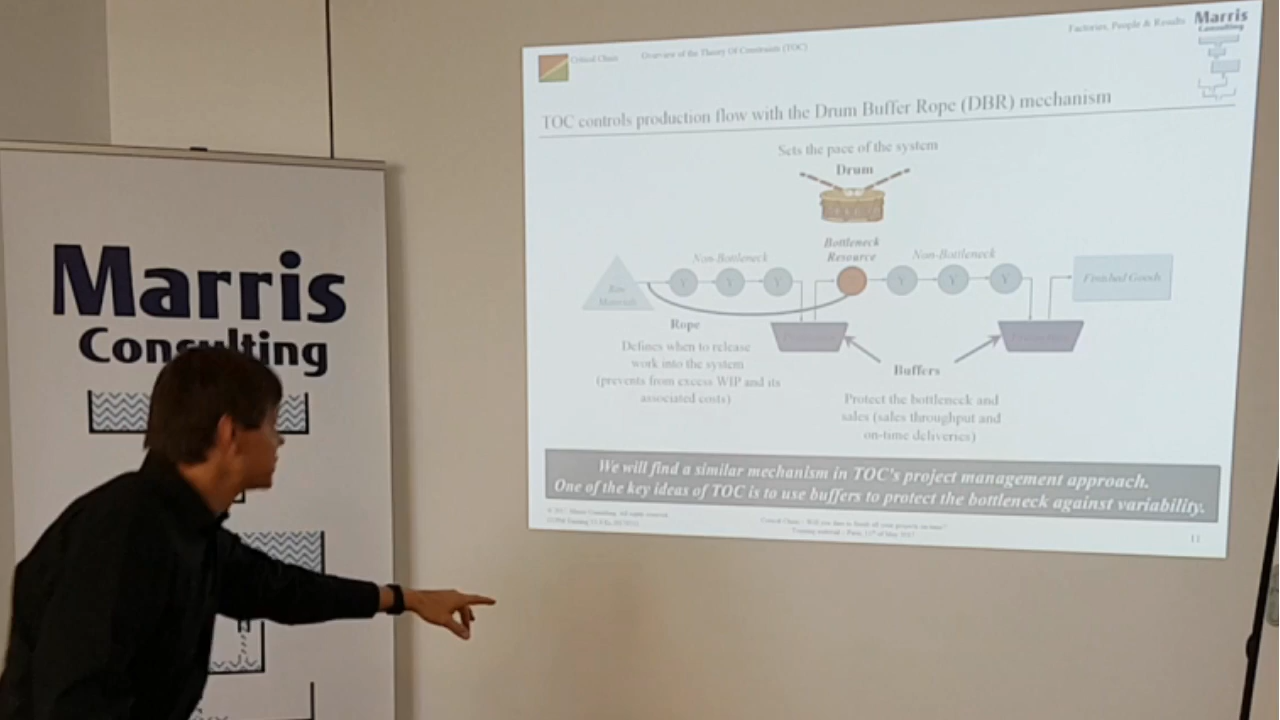 Marris
Consulting
Critical Chain
Overview of the Theory Of Constraints (TOC)
Factories, People & Results
Marris
Consulting
TOC controls production flow with the Drum Buffer Rope (DBR) mechanism
Sets the pace of the system
Drum
Bottleneck
Resource
Non-Bottleneck
Non-Bottleneck
Raw
Materials
Finished Goods
Rope
Defines when to release
work into the system
(prevents from excess WIP and its
associated costs)
Buffers
Protect the bottleneck and
sales (sales throughput and
on-time deliveries)
We will find a similar mechanism in TOC's project management approach.
One of the key ideas of TOC is to use buffers to protect the bottleneck against variability.
11